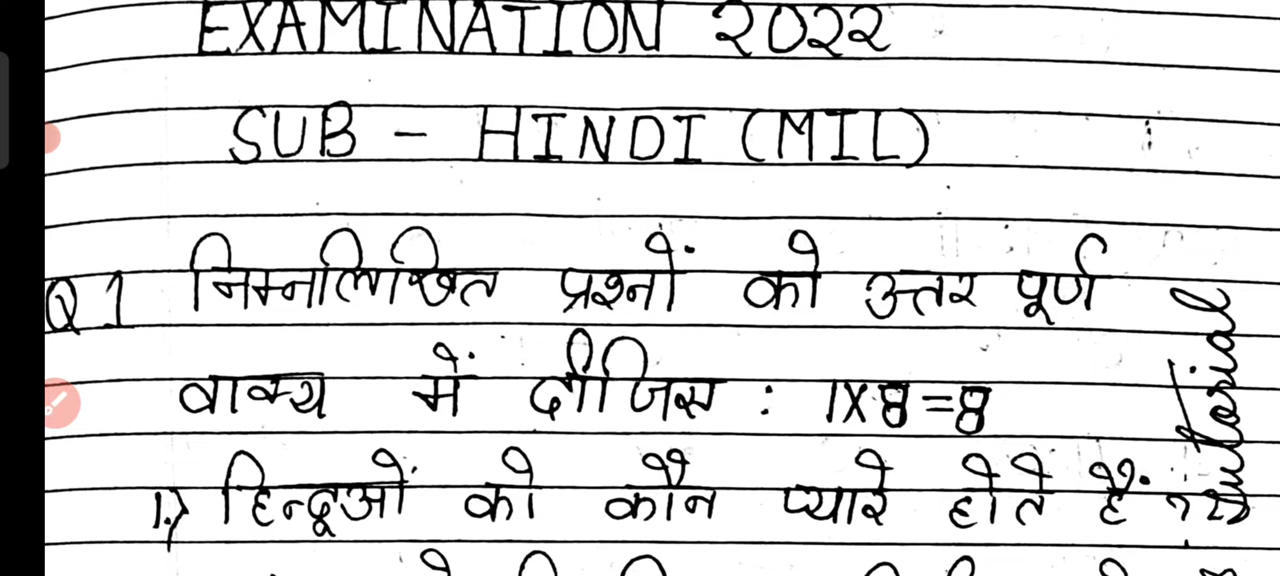 EXAMINATION 2022
SUB - HINDI (MIL)
Q1 निम्नलिखित प्रश्नों को उत्तर पूर्ण
वाक्य में दीजिस : 1X8=8
1.) हिन्दूओं को कौन प्यारे होते हैं ?